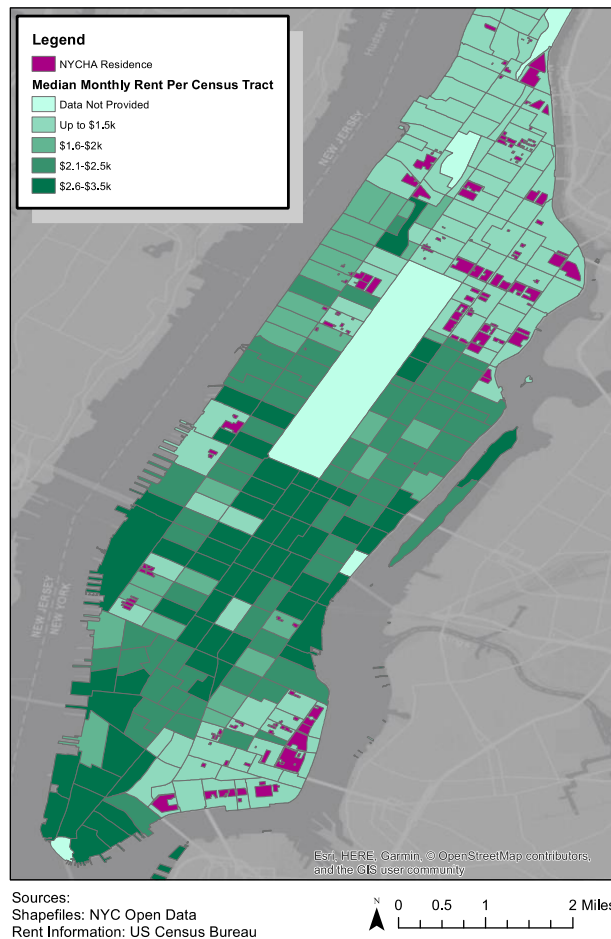 Legend
NYCHA Residence
Median Monthly Rent Per Census Tract
Data Not Provided
Up to $1.5k
$1.6-$2k
$2.1-$2.5k
$2.6-$3.5k
NEW JERSEY
NEW JERSEY
NEW YORK
Esri, HERE, Garmin, © OpenStreetMap contributors,
and the GIS user community
Sources:
Shapefiles: NYC Open Data
Rent Information: US Census Bureau
N
0 0.5 1 2 Miles